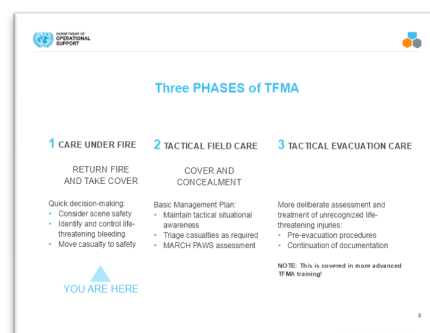 DEPARTMENT OF
OPERATIONAL
SUPPORT
Three PHASES of TFMA
1 CARE UNDER FIRE
RETURN FIRE
AND TAKE COVER
Quick decision-making:
• Consider scene safety
• Identify and control life-
threatening bleeding
• Move casualty to safety
YOU ARE HERE
2 TACTICAL FIELD CARE
COVER AND
CONCEALMENT
Basic Management Plan:
• Maintain tactical situational
awareness
• Triage casualties as required
• MARCH PAWS assessment
3 TACTICAL EVACUATION CARE
More deliberate assessment and
treatment of unrecognized life-
threatening injuries:
• Pre-evacuation procedures
• Continuation of documentation
NOTE: This is covered in more advanced
TFMA training!
3